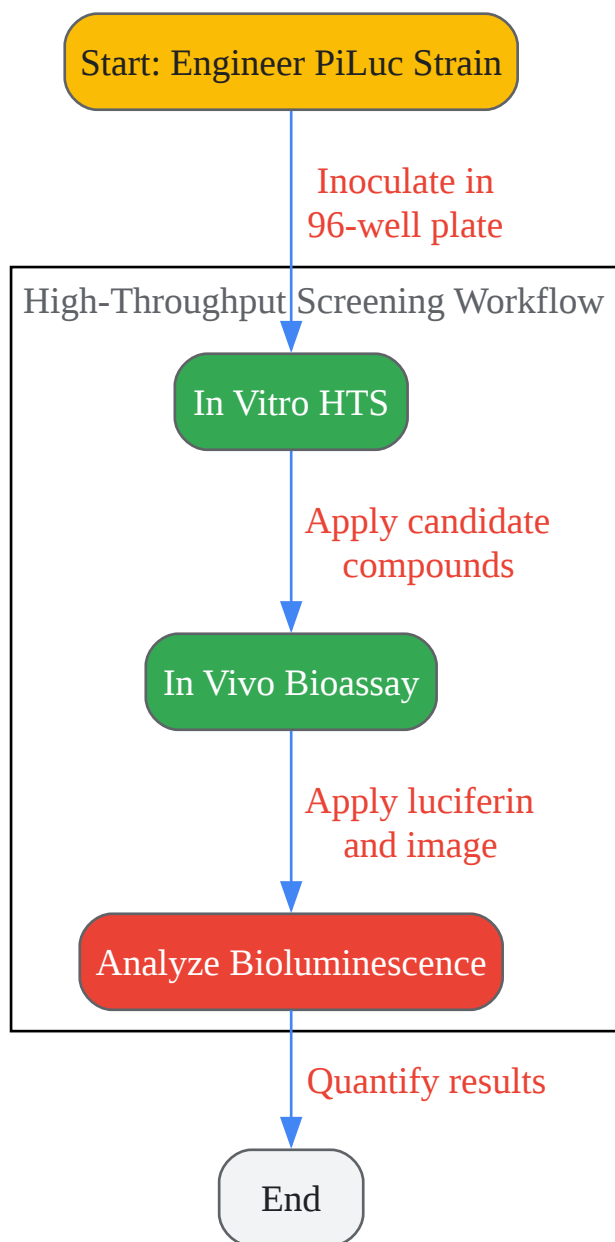 Start: Engineer PiLuc Strain
Inoculate in
96-well plate
High-Throughput Screening Workflow
In Vitro HTS
Apply candidate
compounds
In Vivo Bioassay
Apply luciferin
and image
Analyze Bioluminescence
Quantify results
End